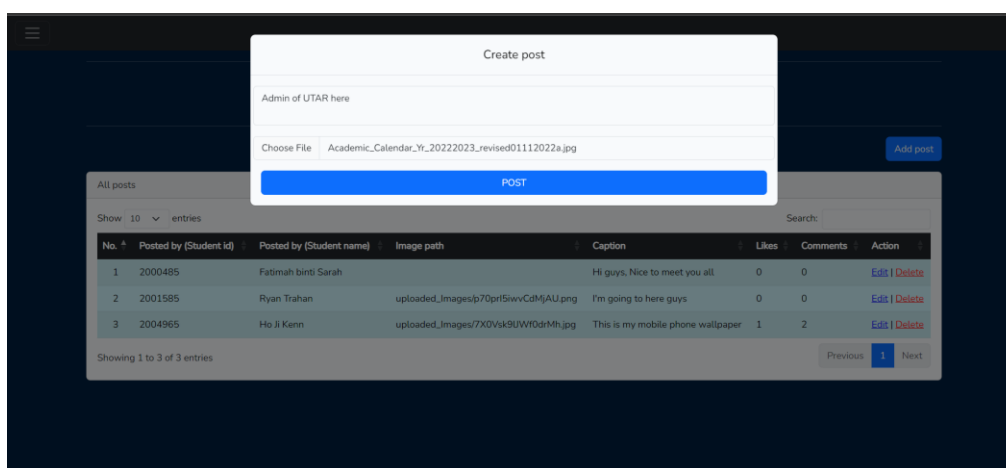 Create post
Admin of UTAR here
Choose File Academic_Calendar_Yr_20222023_revised01112022a.jpg
POST
Add post
All posts
Show 10 entries Search:
No. Posted by (Student id) Posted by (Student name) Image path Caption Likes Comments Action
1 2000485 Fatimah binti Sarah Hi guys, Nice to meet you all 0 0 Edit | Delete
2 2001585 Ryan Trahan uploaded_Images/p70prI5iwvCdMjAU.png I'm going to here guys 0 0 Edit | Delete
3 2004965 Ho Ji Kenn uploaded_Images/7X0Vsk9UWf0drMh.jpg This is my mobile phone wallpaper 1 2 Edit | Delete
Showing 1 to 3 of 3 entries Previous 1 Next